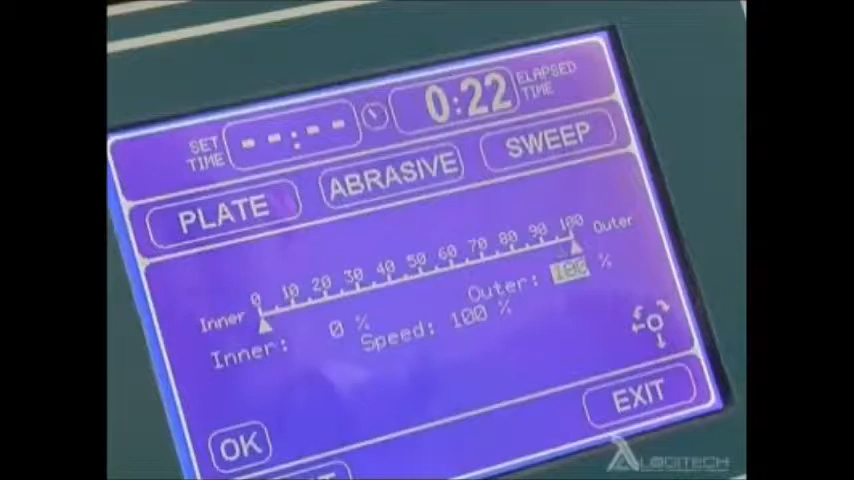 SET TIME --:-- 0:22 ELAPSED TIME
PLATE ABRASIVE SWEEP
0 10 20 30 40 50 60 70 80 90 100
Inner Outer
Inner: 0 % Outer: 100 %
Speed: 100 %
OK EXIT
LOGITECH